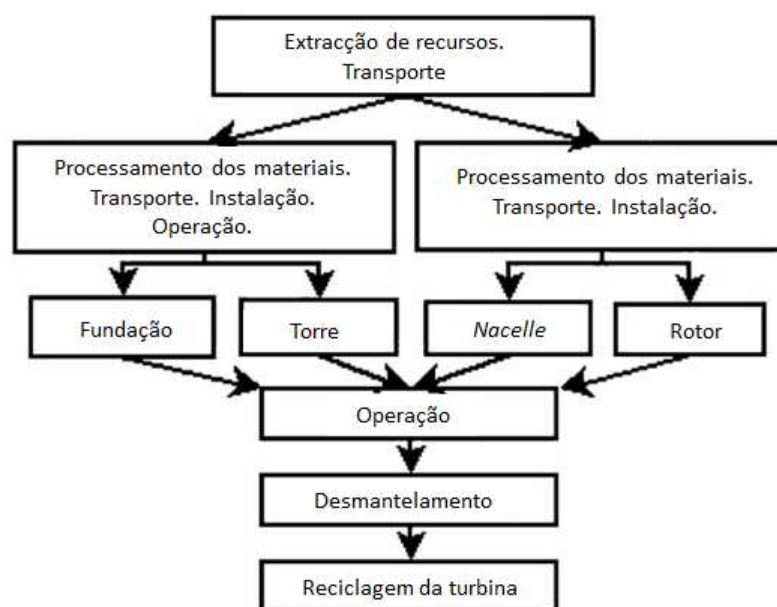 Extracção de recursos.
Transporte
Processamento dos materiais.
Transporte. Instalação.
Operação.
Processamento dos materiais.
Transporte. Instalação.
Fundação
Torre
Nacelle
Rotor
Operação
Desmantelamento
Reciclagem da turbina